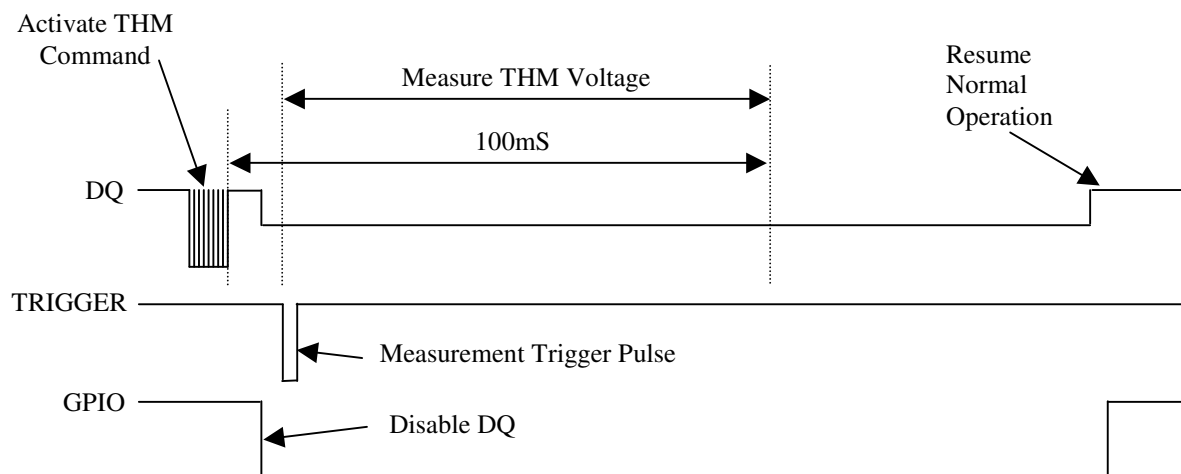 Activate THM
Command
Measure THM Voltage
Resume
Normal
Operation
100mS
DQ
TRIGGER
Measurement Trigger Pulse
GPIO
Disable DQ